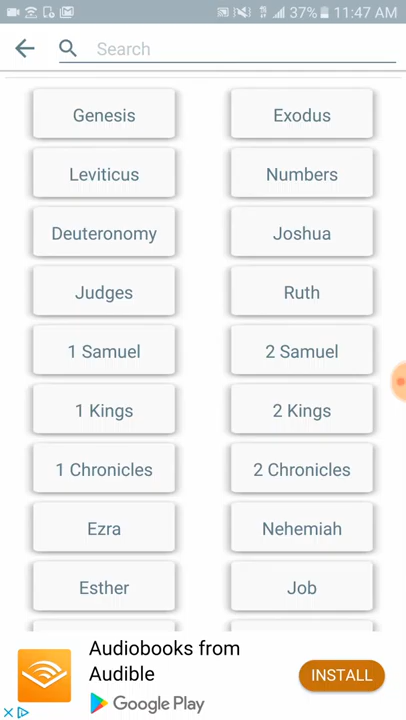 37% 11:47 AM
Search
Genesis Exodus
Leviticus Numbers
Deuteronomy Joshua
Judges Ruth
1 Samuel 2 Samuel
1 Kings 2 Kings
1 Chronicles 2 Chronicles
Ezra Nehemiah
Esther Job
Audiobooks from
Audible
INSTALL
Google Play